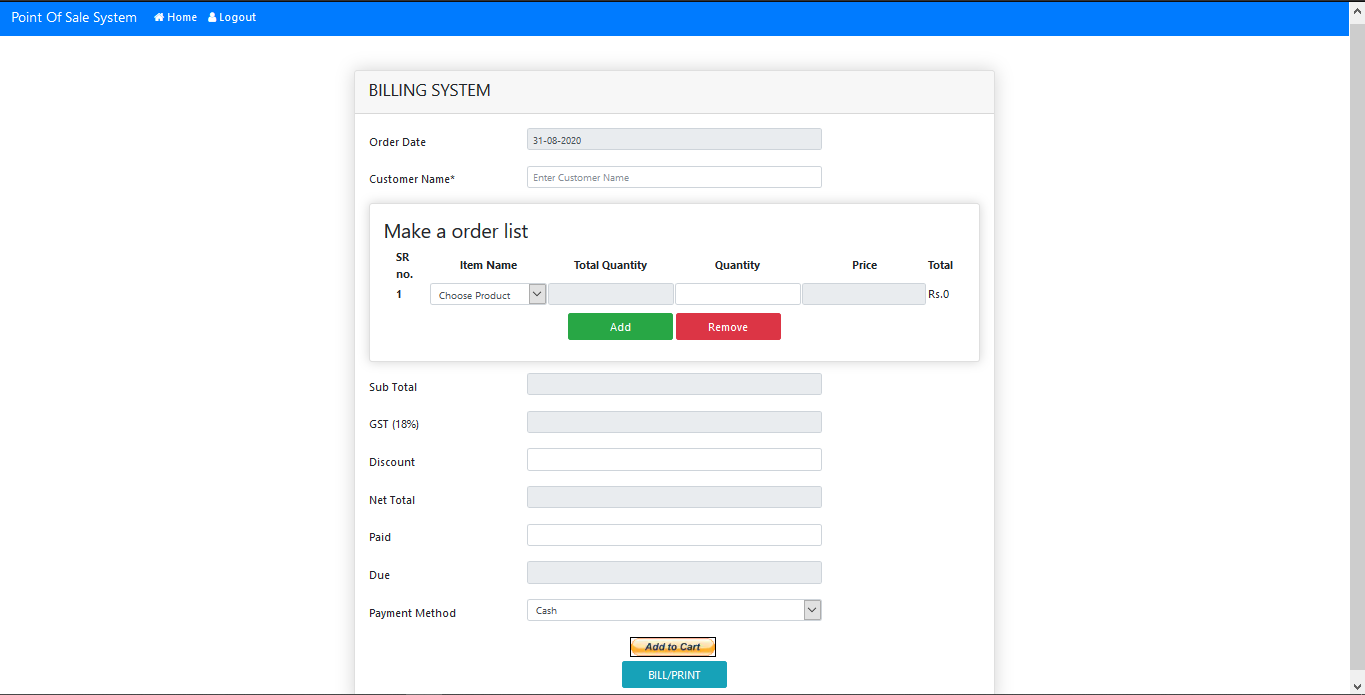 Point Of Sale System Home Logout
BILLING SYSTEM
Order Date 31-08-2020
Customer Name* Enter Customer Name
Make a order list
SR no. Item Name Total Quantity Quantity Price Total
1 Choose Product Rs.0
Add Remove
Sub Total
GST (18%)
Discount
Net Total
Paid
Due
Payment Method Cash
Add to Cart
BILL/PRINT